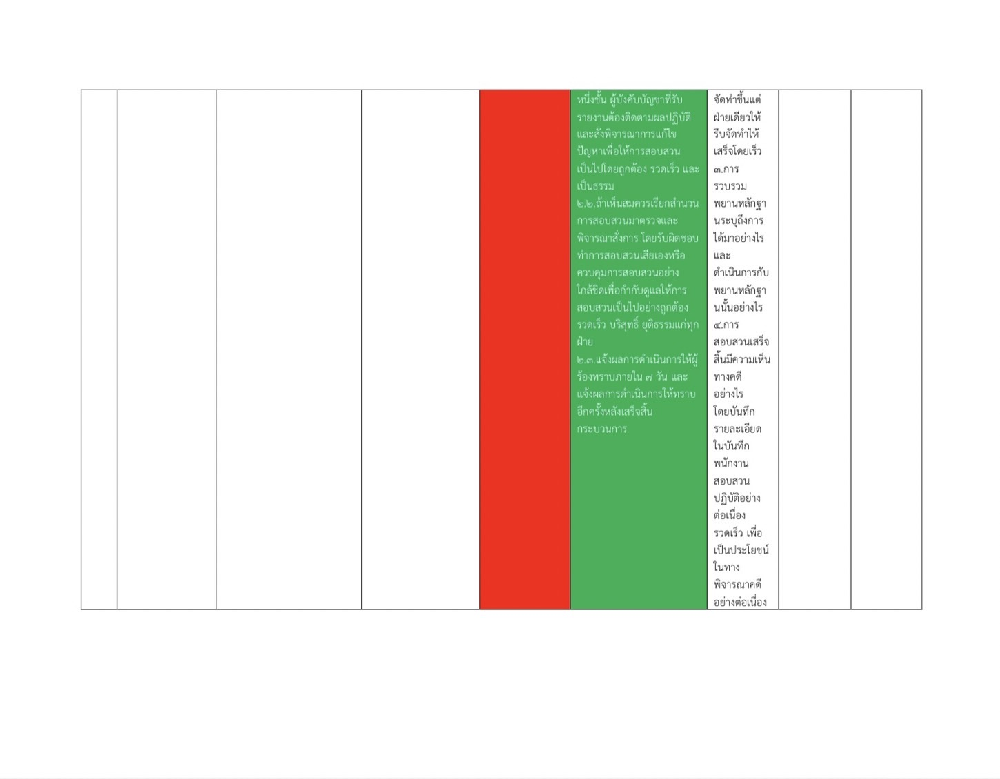 หนึ่งชั้น ผู้บังคับบัญชาที่รับ
รายงานต้องติดตามผลปฏิบัติ
และสั่งพิจารณาการแก้ไข
ปัญหาเพื่อให้การสอบสวน
เป็นไปโดยถูกต้อง รวดเร็ว และ
เป็นธรรม
๒.๒.ถ้าเห็นสมควรเรียกสำนวน
การสอบสวนมาตรวจและ
พิจารณาสั่งการ โดยรับผิดชอบ
ทำการสอบสวนเสียเองหรือ
ควบคุมการสอบสวนอย่าง
ใกล้ชิดเพื่อกำกับดูแลให้การ
สอบสวนเป็นไปอย่างถูกต้อง
รวดเร็ว บริสุทธิ์ ยุติธรรมแก่ทุก
ฝ่าย
๒.๓.แจ้งผลการดำเนินการให้ผู้
ร้องทราบภายใน ๗ วัน และ
แจ้งผลการดำเนินการให้ทราบ
อีกครั้งหลังเสร็จสิ้น
กระบวนการ
จัดทำขึ้นแต่
ฝ่ายเดียวให้
รีบจัดทำให้
เสร็จโดยเร็ว
๓.การ
รวบรวม
พยานหลักฐา
นระบุถึงการ
ได้มาอย่างไร
และ
ดำเนินการกับ
พยานหลักฐา
นนั้นอย่างไร
๔.การ
สอบสวนเสร็จ
สิ้นมีความเห็น
ทางคดี
อย่างไร
โดยบันทึก
รายละเอียด
ในบันทึก
พนักงาน
สอบสวน
ปฏิบัติอย่าง
ต่อเนื่อง
รวดเร็ว เพื่อ
เป็นประโยชน์
ในทาง
พิจารณาคดี
อย่างต่อเนื่อง